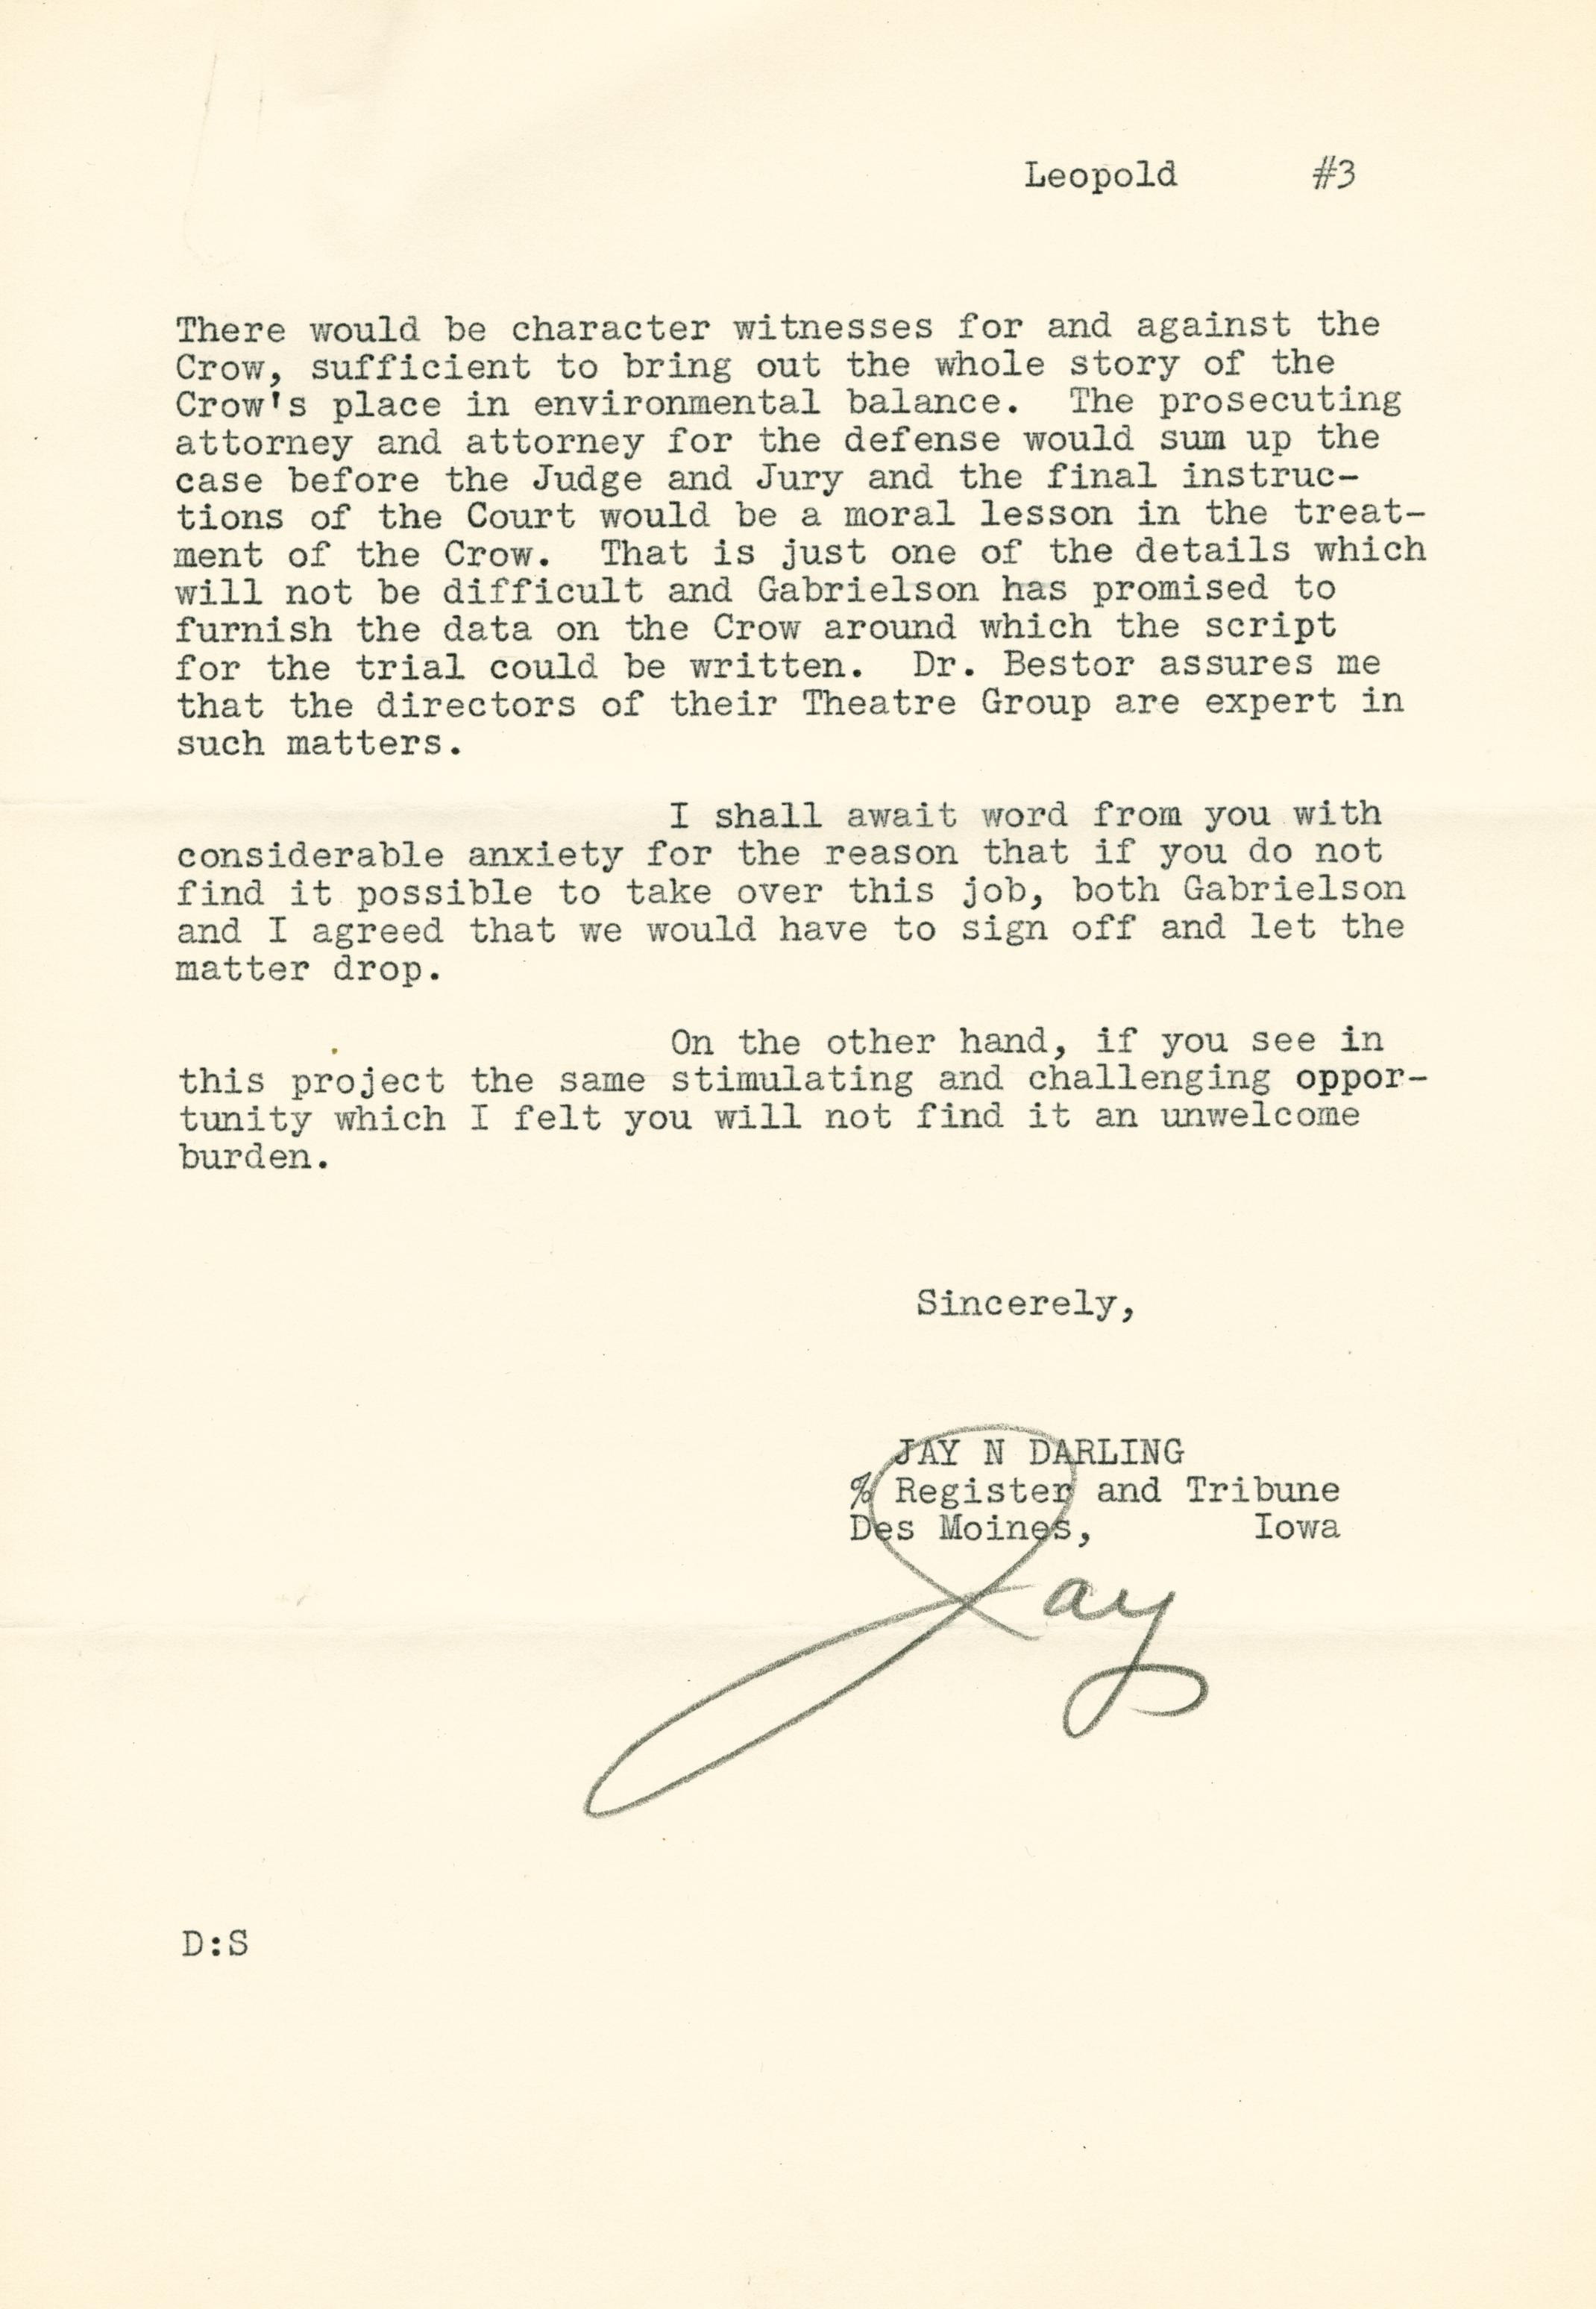 Leopold #3
There would be character witnesses for and against the
Crow, sufficient to bring out the whole story of the
Crow's place in environmental balance. The prosecuting
attorney and attorney for the defense would sum up the
case before the Judge and Jury and the final instruc-
tions of the Court would be a moral lesson in the treat-
ment of the Crow. That is just one of the details which
will not be difficult and Gabrielson has promised to
furnish the data on the Crow around which the script
for the trial could be written. Dr. Bestor assures me
that the directors of their Theatre Group are expert in
such matters.
I shall await word from you with
considerable anxiety for the reason that if you do not
find it possible to take over this job, both Gabrielson
and I agreed that we would have to sign off and let the
matter drop.
On the other hand, if you see in
this project the same stimulating and challenging oppor-
tunity which I felt you will not find it an unwelcome
burden.
Sincerely,
JAY N DARLING
% Register and Tribune
Des Moines, Iowa
Jay
D:S